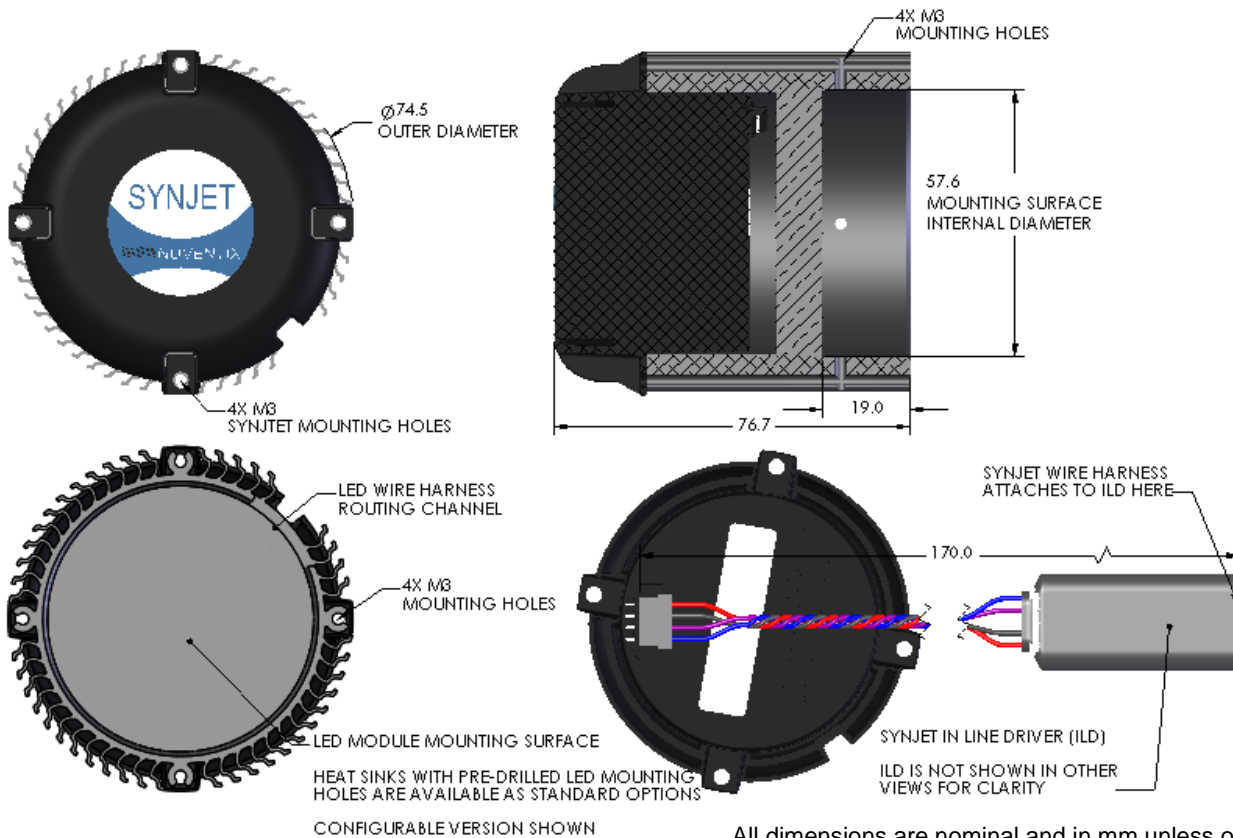 4X M3
MOUNTING HOLES
Ø74.5
OUTER DIAMETER
SYNJET
NUVENTIX
57.6
MOUNTING SURFACE
INTERNAL DIAMETER
4X M3
SYNJTET MOUNTING HOLES
19.0
76.7
LED WIRE HARNESS
ROUTING CHANNEL
4X M3
MOUNTING HOLES
SYNJET WIRE HARNESS
ATTACHES TO ILD HERE
170.0
LED MODULE MOUNTING SURFACE
HEAT SINKS WITH PRE-DRILLED LED MOUNTING
HOLES ARE AVAILABLE AS STANDARD OPTIONS
CONFIGURABLE VERSION SHOWN
SYNJET IN LINE DRIVER (ILD)
ILD IS NOT SHOWN IN OTHER
VIEWS FOR CLARITY
All dimensions are nominal and in mm unless o